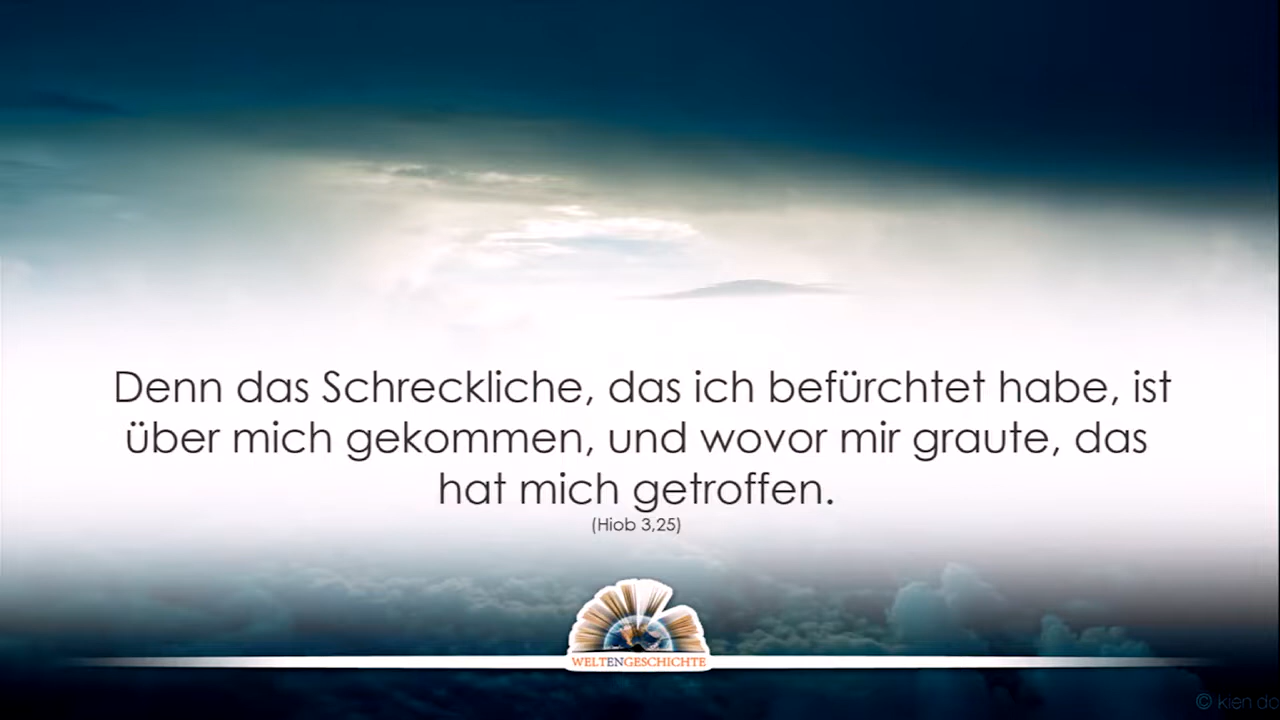 Denn das Schreckliche, das ich befürchtet habe, ist
über mich gekommen, und wovor mir graute, das
hat mich getroffen.
(Hiob 3,25)
WELTENGESCHICHTE
© kien do